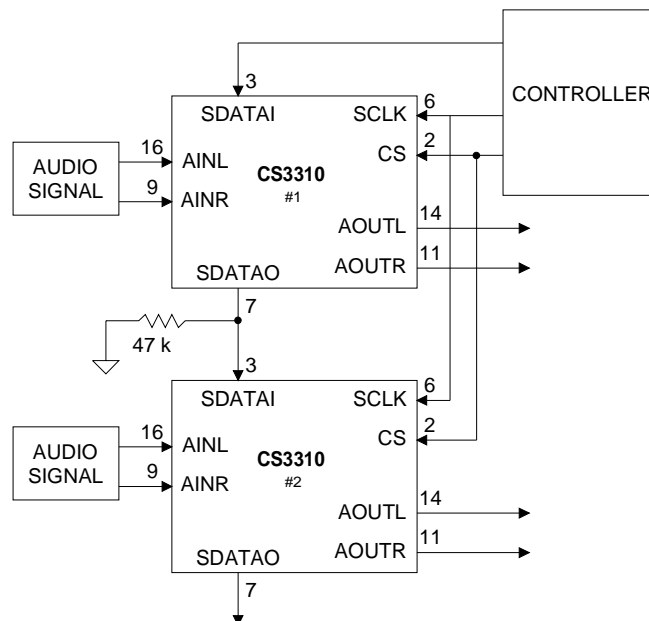 CONTROLLER
3
SDATAI
SCLK
6
CS
2
AUDIO
SIGNAL
16
AINL
9
AINR
CS3310
#1
AOUTL
14
AOUTR
11
SDATAO
7
47 k
3
SDATAI
SCLK
6
CS
2
AUDIO
SIGNAL
16
AINL
9
AINR
CS3310
#2
AOUTL
14
AOUTR
11
SDATAO
7